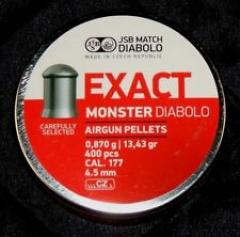 JSB MATCH
DIABOLO
MADE IN CZECH REPUBLIC
EXACT
MONSTER DIABOLO
CAREFULLY
SELECTED
AIRGUN PELLETS
0,870 g | 13,43 gr
400 pcs
CAL. 177
4.5 mm
CZ